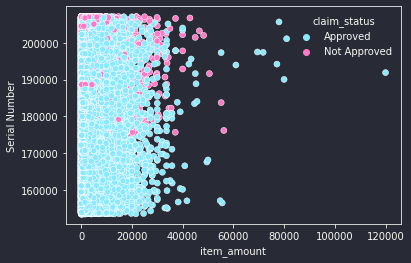 claim_status
Approved
Not Approved
200000
190000
180000
170000
160000
Serial Number
0
20000
40000
60000
80000
100000
120000
item_amount